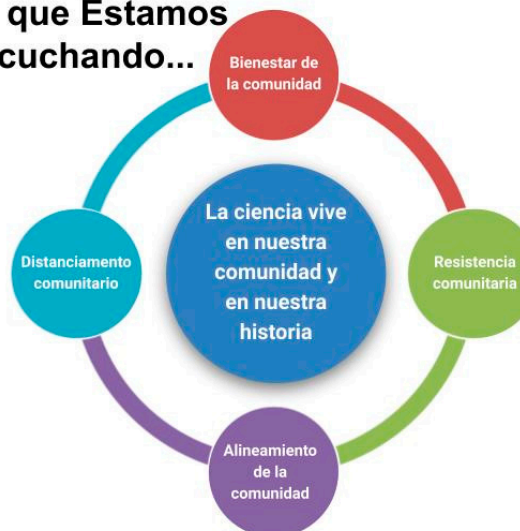 que Estamos
cuchando...
Bienestar de
la comunidad
La ciencia vive
en nuestra
comunidad y
en nuestra
historia
Distanciamento
comunitario
Resistencia
comunitaria
Alineamiento
de la
comunidad